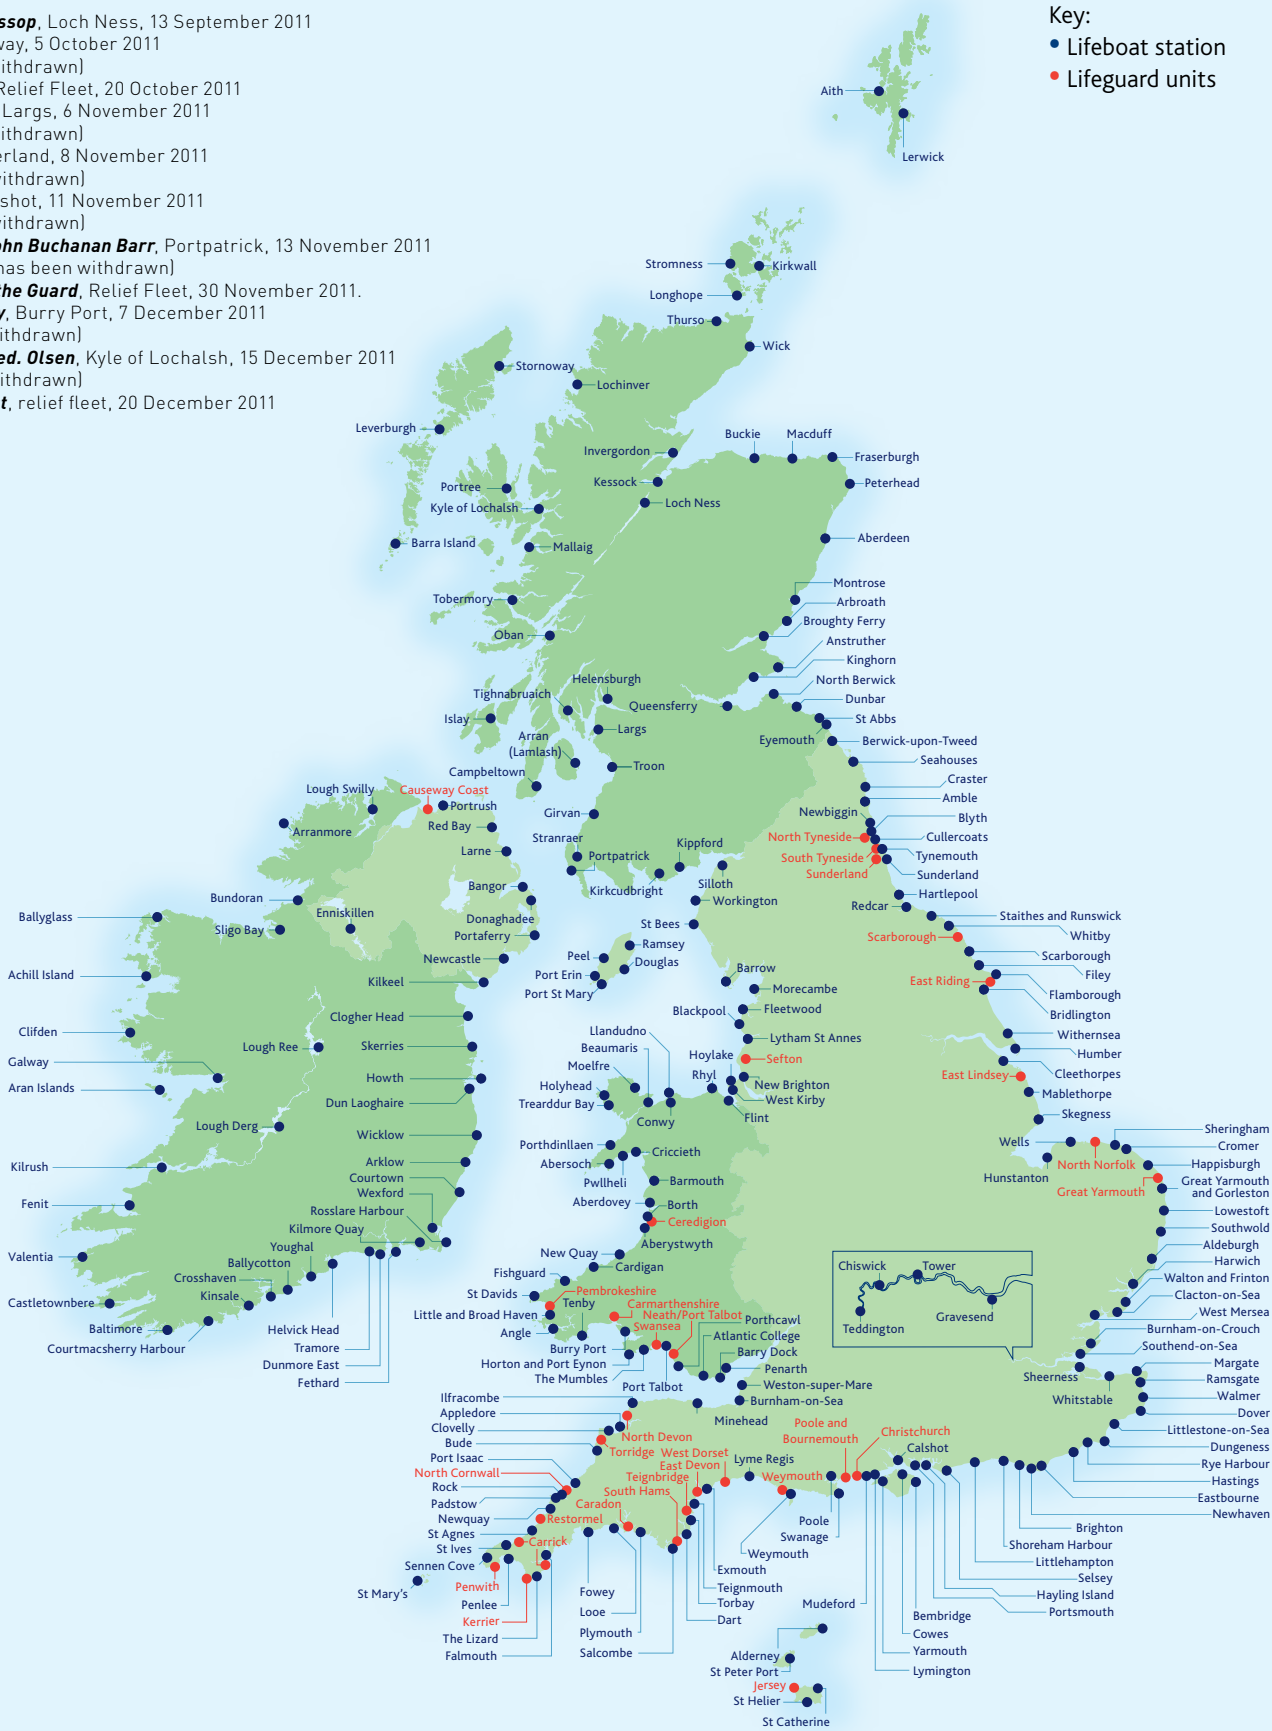 ssop, Loch Ness, 13 September 2011
way, 5 October 2011
ithdrawn)
Relief Fleet, 20 October 2011
Largs, 6 November 2011
ithdrawn)
erland, 8 November 2011
withdrawn)
shot, 11 November 2011
withdrawn)
ohn Buchanan Barr, Portpatrick, 13 November 2011
has been withdrawn)
the Guard, Relief Fleet, 30 November 2011.
y, Burry Port, 7 December 2011
ithdrawn)
ed. Olsen, Kyle of Lochalsh, 15 December 2011
ithdrawn)
t, relief fleet, 20 December 2011
Key:
• Lifeboat station
• Lifeguard units
Aith
Lerwick
Stromness
Kirkwall
Longhope
Thurso
Wick
Stornoway
Lochinver
Leverburgh
Buckie
Macduff
Invergordon
Fraserburgh
Kessock
Peterhead
Portree
Loch Ness
Kyle of Lochalsh
Aberdeen
Barra Island
Mallaig
Montrose
Tobermory
Arbroath
Broughty Ferry
Oban
Anstruther
Kinghorn
Helensburgh
North Berwick
Tighnabruaich
Dunbar
Queensferry
Islay
St Abbs
Largs
Arran
(Lamlash)
Eyemouth
Berwick-upon-Tweed
Seahouses
Troon
Campbeltown
Craster
Lough Swilly
Causeway Coast
Amble
Portrush
Girvan
Newbiggin
Blyth
Arranmore
Red Bay
Stranraer
North Tyneside
Cullercoats
Kippford
Larne
Portpatrick
South Tyneside
Tynemouth
Sunderland
Sunderland
Bangor
Kirkcudbright
Silloth
Hartlepool
Bundoran
Workington
Redcar
Ballyglass
Enniskillen
Donaghadee
Staithes and Runswick
Sligo Bay
St Bees
Portaferry
Scarborough
Whitby
Ramsey
Newcastle
Peel
Scarborough
Douglas
Achill Island
Port Erin
Barrow
Filey
Kilkeel
East Riding
Port St Mary
Morecambe
Flamborough
Clogher Head
Blackpool
Fleetwood
Bridlington
Clifden
Llandudno
Lytham St Annes
Withernsea
Lough Ree
Skerries
Beaumaris
Hoylake
Sefton
Humber
Galway
Moelfre
Rhyl
Cleethorpes
Howth
East Lindsey
Aran Islands
Holyhead
New Brighton
Mablethorpe
Dun Laoghaire
Trearddur Bay
West Kirby
Skegness
Lough Derg
Conwy
Flint
Sheringham
Wicklow
Porthdinllaen
Wells
Cromer
Criccieth
Arklow
Abersoch
North Norfolk
Happisburgh
Kilrush
Courtown
Pwllheli
Hunstanton
Barmouth
Great Yarmouth
Great Yarmouth
and Gorleston
Wexford
Aberdovey
Fenit
Borth
Lowestoft
Rosslare Harbour
Ceredigion
Southwold
Kilmore Quay
Aberystwyth
Aldeburgh
Youghal
New Quay
Valentia
Ballycotton
Cardigan
Harwich
Crosshaven
Fishguard
Chiswick
Tower
Walton and Frinton
Kinsale
St Davids
Pembrokeshire
Clacton-on-Sea
Castletownbere
Tenby
Carmarthenshire
West Mersea
Little and Broad Haven
Neath/Port Talbot
Porthcawl
Gravesend
Baltimore
Helvick Head
Angle
Swansea
Teddington
Burnham-on-Crouch
Courtmacsherry Harbour
Tramore
Burry Port
Atlantic College
Southend-on-Sea
Dunmore East
Horton and Port Eynon
Barry Dock
Margate
Fethard
The Mumbles
Penarth
Sheerness
Ramsgate
Port Talbot
Weston-super-Mare
Whitstable
Walmer
Ilfracombe
Burnham-on-Sea
Dover
Appledore
Minehead
Clovelly
Poole and
Bournemouth
Christchurch
Littlestone-on-Sea
Bude
North Devon
Calshot
Dungeness
Torridge
West Dorset
Port Isaac
East Devon
Lyme Regis
Rye Harbour
North Cornwall
Teignbridge
Weymouth
Hastings
Rock
South Hams
Eastbourne
Padstow
Caradon
Newhaven
Newquay
Restormel
Poole
Brighton
St Agnes
Swanage
Shoreham Harbour
St Ives
Carrick
Weymouth
Littlehampton
Sennen Cove
Exmouth
Selsey
Penwith
Teignmouth
Hayling Island
St Mary's
Fowey
Torbay
Mudeford
Portsmouth
Penlee
Looe
Dart
Bembridge
Kerrier
Plymouth
Cowes
The Lizard
Salcombe
Yarmouth
Falmouth
Alderney
Lymington
St Peter Port
Jersey
St Helier
St Catherine